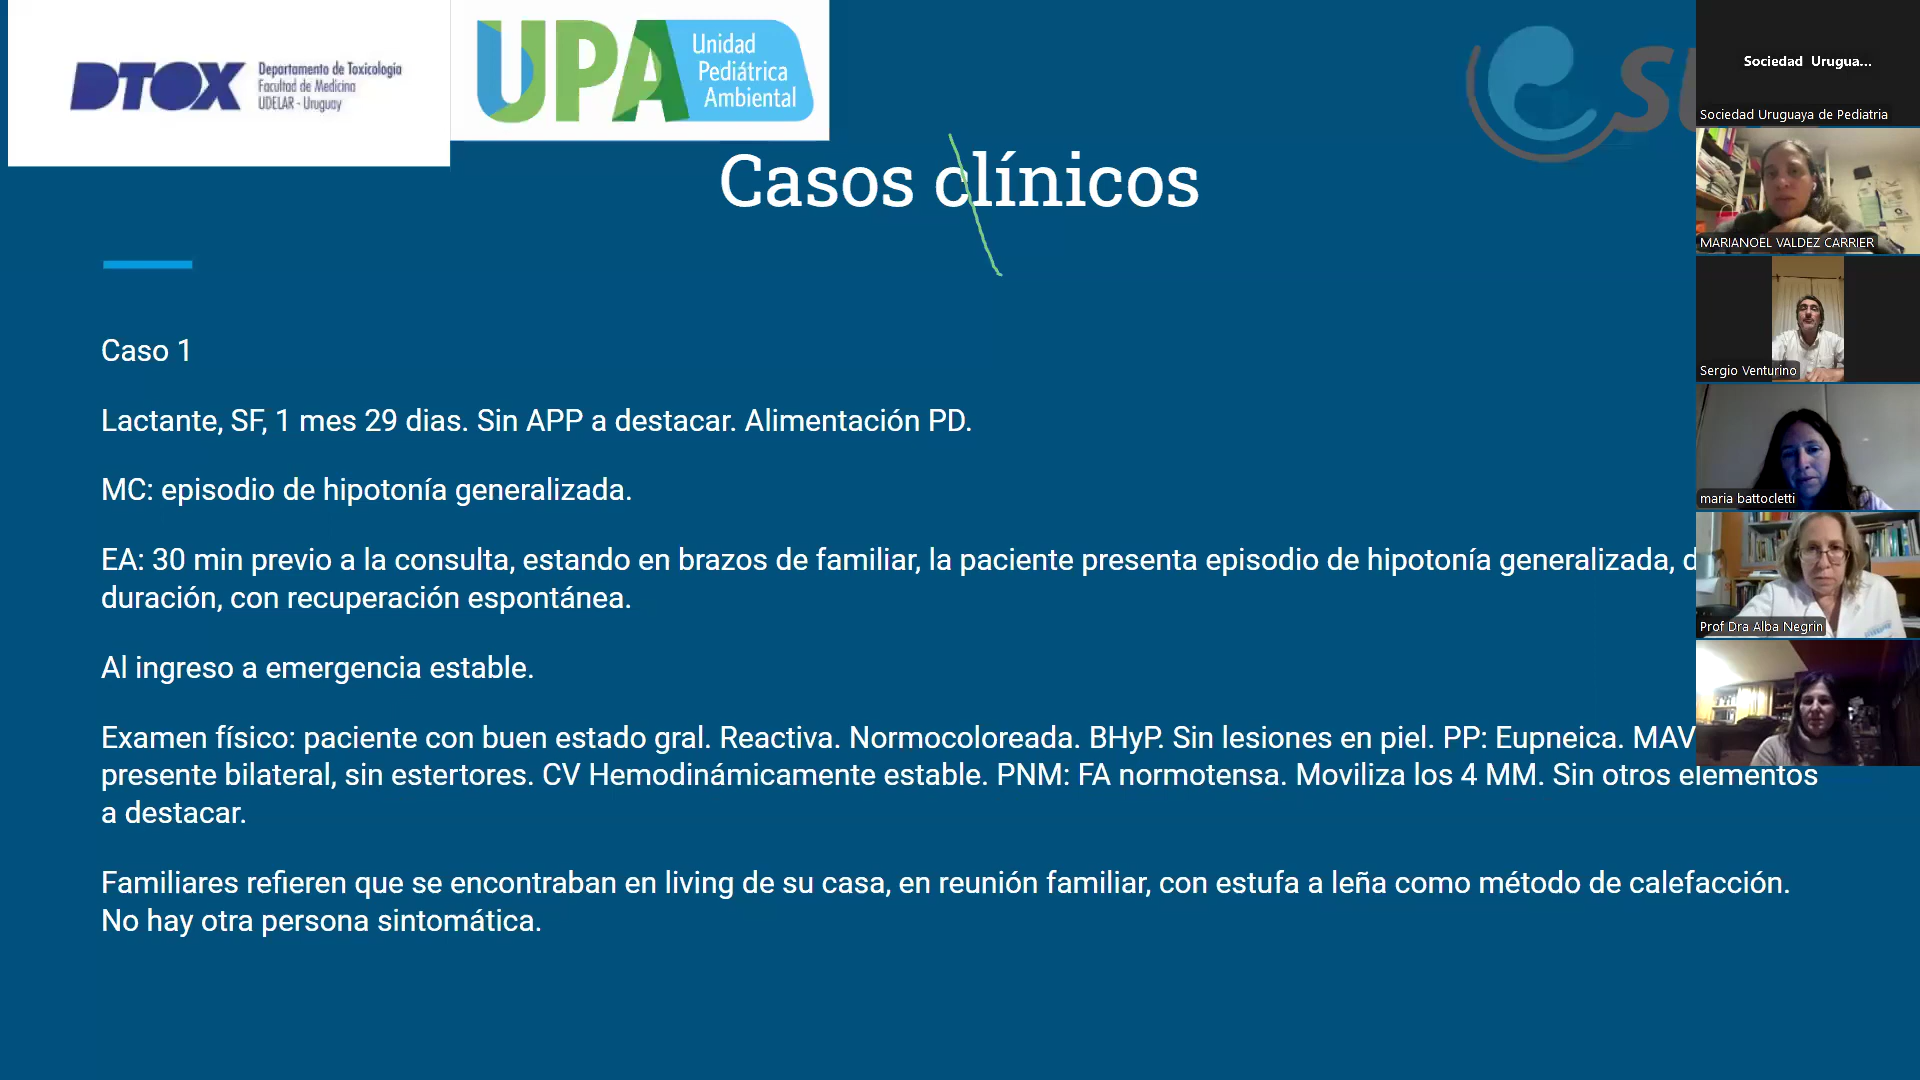 DTOX
Departamento de Toxicología
Facultad de Medicina
UDELAR - Uruguay
UPA
Unidad
Pediátrica
Ambiental
Casos clínicos
Caso 1
Lactante, SF, 1 mes 29 dias. Sin APP a destacar. Alimentación PD.
MC: episodio de hipotonía generalizada.
EA: 30 min previo a la consulta, estando en brazos de familiar, la paciente presenta episodio de hipotonía generalizada, d
duración, con recuperación espontánea.
Al ingreso a emergencia estable.
Examen físico: paciente con buen estado gral. Reactiva. Normocoloreada. BHyP. Sin lesiones en piel. PP: Eupneica. MAV
presente bilateral, sin estertores. CV Hemodinámicamente estable. PNM: FA normotensa. Moviliza los 4 MM. Sin otros elementos
a destacar.
Familiares refieren que se encontraban en living de su casa, en reunión familiar, con estufa a leña como método de calefacción.
No hay otra persona sintomática.
Sociedad Urugua...
Sociedad Uruguaya de Pediatria
MARIANOEL VALDEZ CARRIER
Sergio Venturino
maria battocletti
Prof Dra Alba Negrin